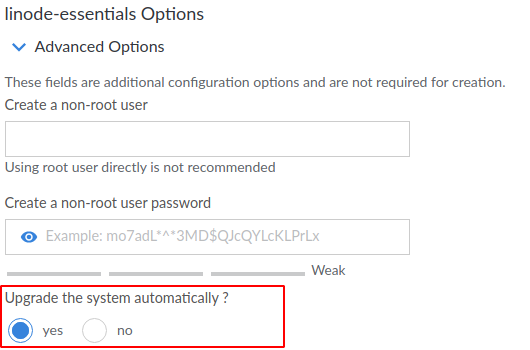 linode-essentials Options
Advanced Options
These fields are additional configuration options and are not required for creation.
Create a non-root user
Using root user directly is not recommended
Create a non-root user password
Example: mo7adL*^*3MD$QJcQYLcKLPrLx
Weak
Upgrade the system automatically ?
yes no